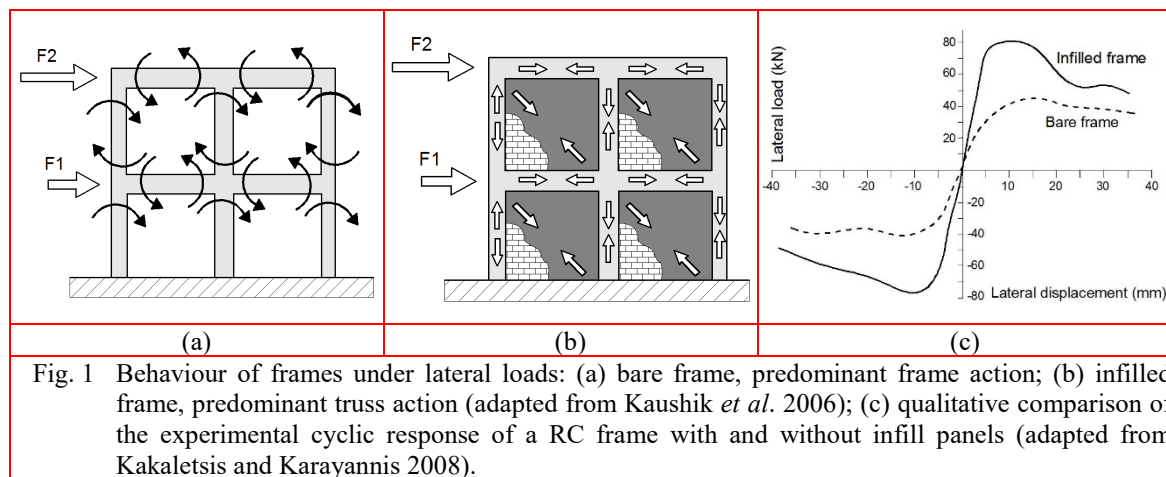 F2
F1
F2
F1
Lateral load (kN)
80
60
40
20
Infilled frame
Bare frame
-40 -30 -20 -10 10 20 30 40
-20
-40
-60
-80
Lateral displacement (mm)
(a) (b) (c)
Fig. 1 Behaviour of frames under lateral loads: (a) bare frame, predominant frame action; (b) infilled
frame, predominant truss action (adapted from Kaushik et al. 2006); (c) qualitative comparison of
the experimental cyclic response of a RC frame with and without infill panels (adapted from
Kakaletsis and Karayannis 2008).